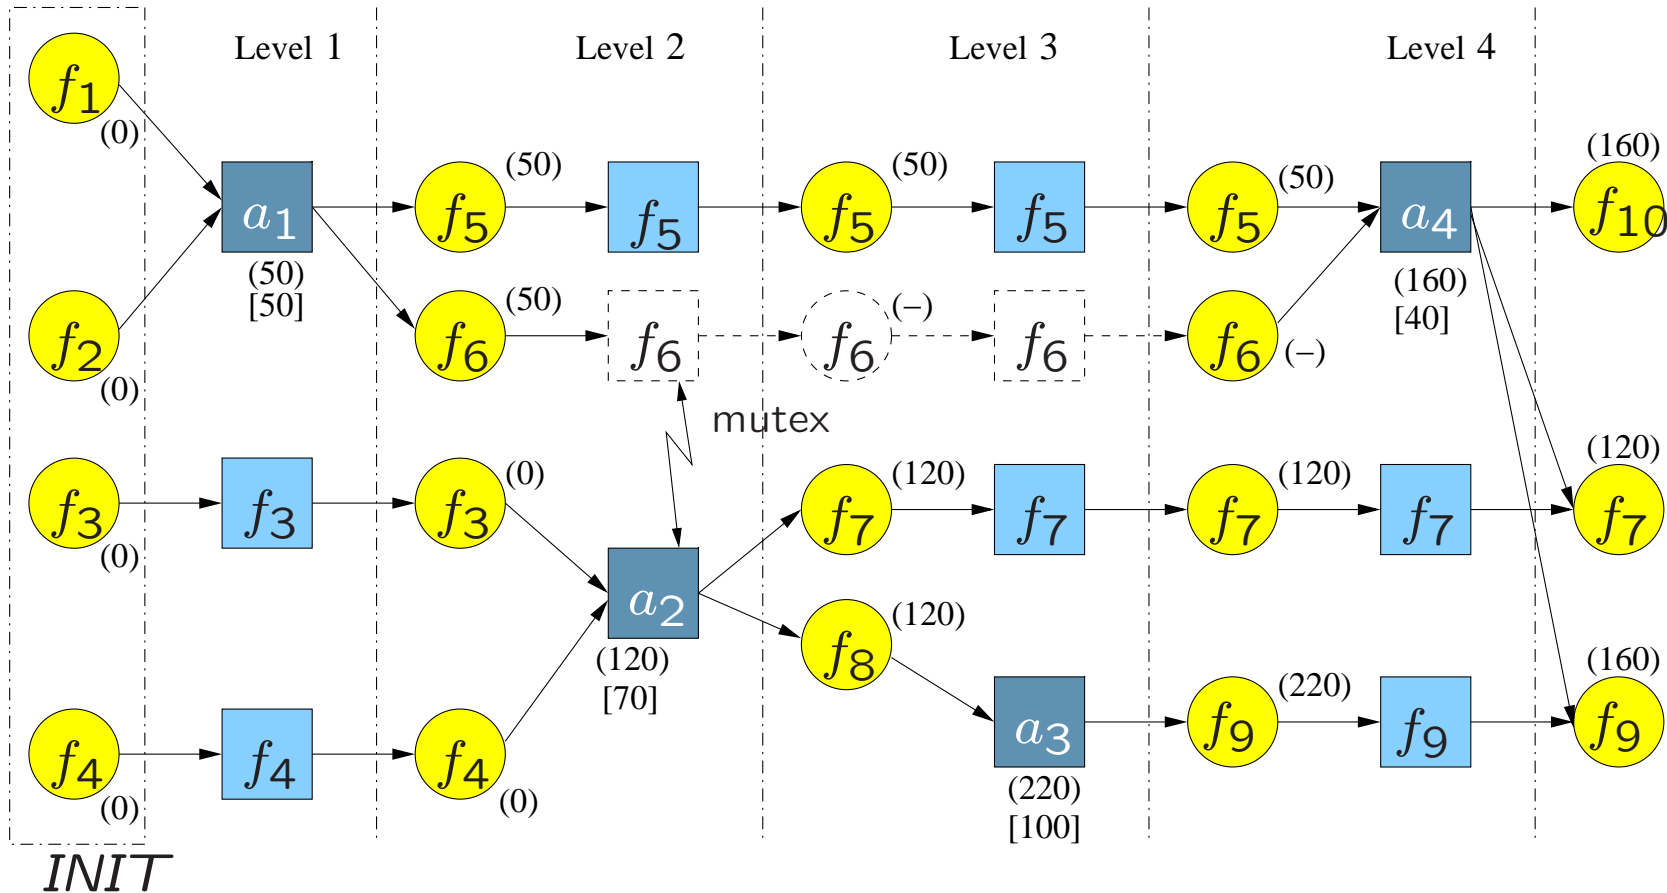 Level 1 Level 2 Level 3 Level 4
f1 (0)
a1 (50) [50]
f5 (50) f5 f5 (50) f5 f5 (50)
a4 (160) [40]
f10 (160)
f2 (0)
f6 (50) f6 f6 (–) f6 f6 (–)
mutex
f3 (0) f3 f3 (0)
f7 (120) f7 f7 (120) f7 f7 (120)
a2 (120) [70]
f8 (120)
f4 (0) f4 f4 (0)
a3 (220) [100]
f9 (220) f9 f9 (160)
INIT